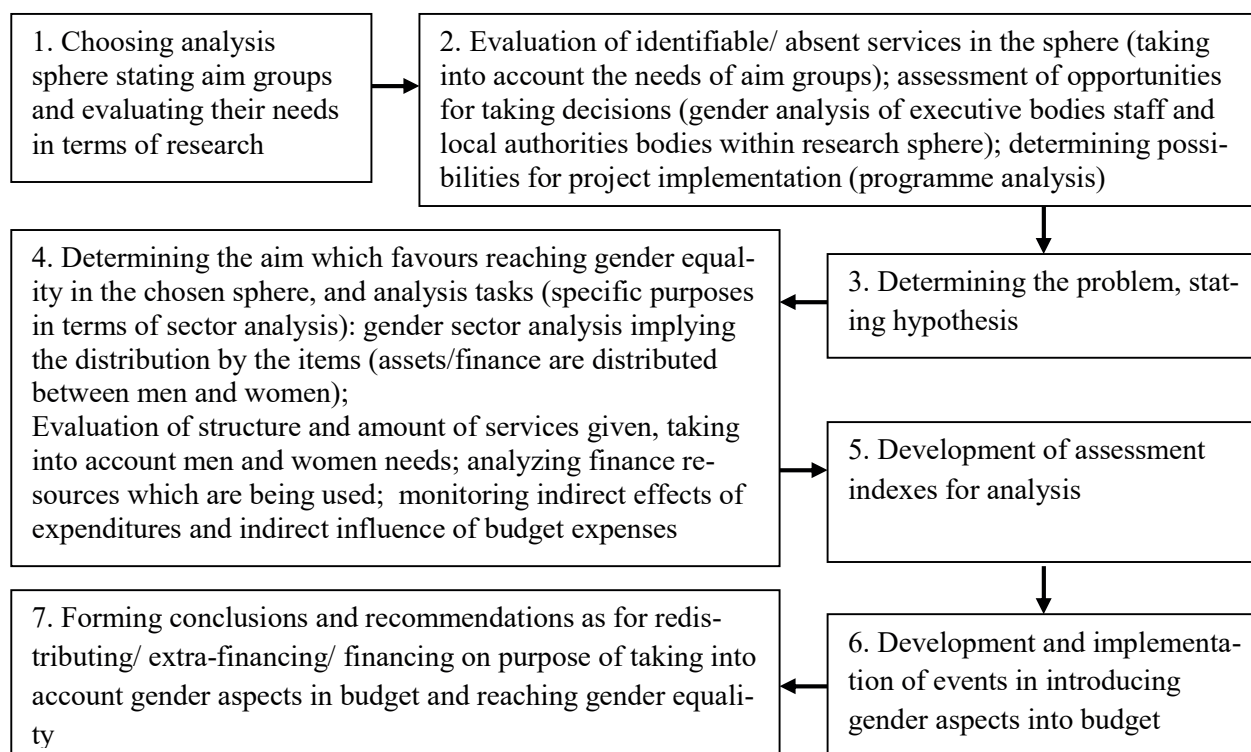 1. Choosing analysis
sphere stating aim groups
and evaluating their needs
in terms of research
2. Evaluation of identifiable/ absent services in the sphere (taking
into account the needs of aim groups); assessment of opportunities
for taking decisions (gender analysis of executive bodies staff and
local authorities bodies within research sphere); determining possi-
bilities for project implementation (programme analysis)
3. Determining the problem, stat-
ing hypothesis
4. Determining the aim which favours reaching gender equal-
ity in the chosen sphere, and analysis tasks (specific purposes
in terms of sector analysis): gender sector analysis implying
the distribution by the items (assets/finance are distributed
between men and women);
Evaluation of structure and amount of services given, taking
into account men and women needs; analyzing finance re-
sources which are being used;  monitoring indirect effects of
expenditures and indirect influence of budget expenses
5. Development of assessment
indexes for analysis
6. Development and implementa-
tion of events in introducing
gender aspects into budget
7. Forming conclusions and recommendations as for redis-
tributing/ extra-financing/ financing on purpose of taking into
account gender aspects in budget and reaching gender equali-
ty